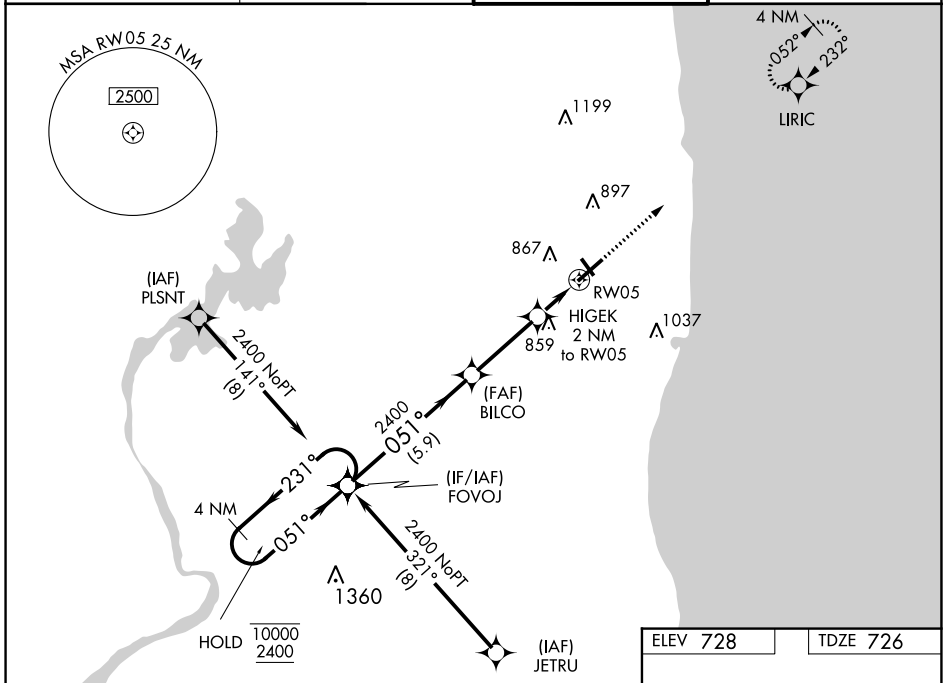 MSA RW05 25 NM
2500
4 NM
052°
232°
LIRIC
1199
897
867
RW05
HIGEK
2 NM
to RW05
859
1037
(IAF)
PLSNT
2400 NoPT
141°
(8)
(FAF)
BILCO
2400
051°
(5.9)
231°
4 NM
051°
(IF/IAF)
FOVOJ
2400 NoPT
321°
(8)
1360
HOLD
10000
2400
(IAF)
JETRU
ELEV 728
TDZE 726